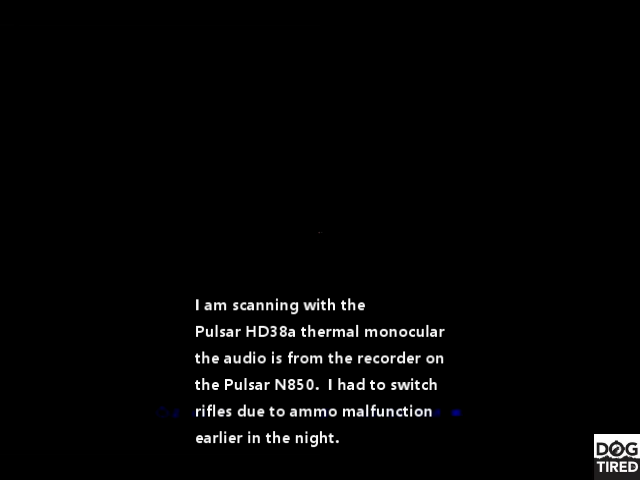 I am scanning with the
Pulsar HD38a thermal monocular
the audio is from the recorder on
the Pulsar N850.  I had to switch
rifles due to ammo malfunction
earlier in the night.
DOG
TIRED